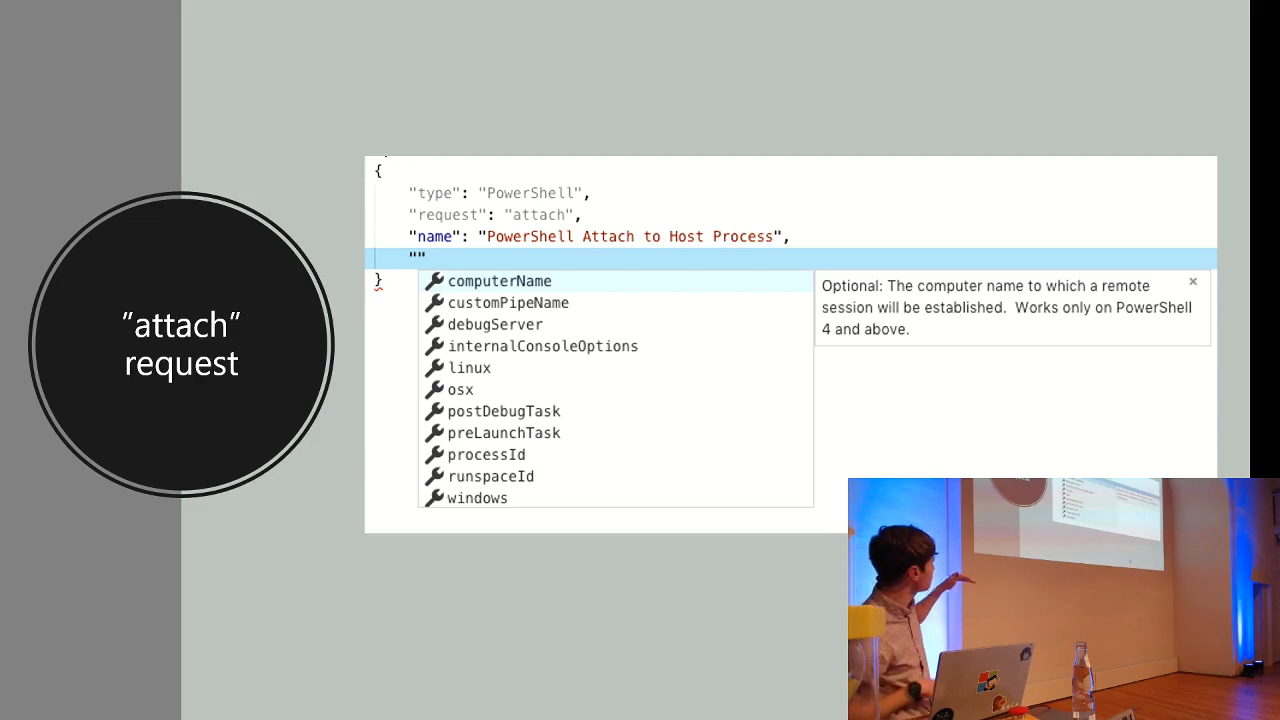 "attach"
request
{
"type": "PowerShell",
"request": "attach",
"name": "PowerShell Attach to Host Process",
""
}
computerName
customPipeName
debugServer
internalConsoleOptions
linux
osx
postDebugTask
preLaunchTask
processId
runspaceId
windows
Optional: The computer name to which a remote
session will be established. Works only on PowerShell
4 and above.
×